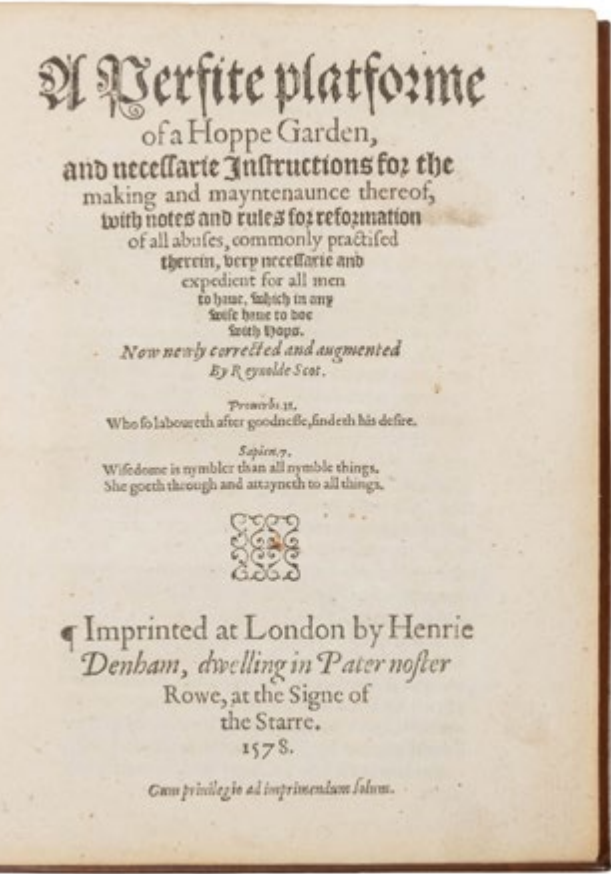 A Perfite platforme
of a Hoppe Garden,
and necessarie Instructions for the
making and mayntenaunce thereof,
with notes and rules for reformation
of all abuses, commonly practised
therein, very necessarie and
expedient for all men
to haue, which in any
wise haue to doe
with Hops.
Now newly corrected and augmented
By Reynolde Scot.
Prouerbs. 11.
Who so laboureth after goodnesse, findeth his desire.
Sapien. 7.
Wisedome is nymbler than all nymble things.
She goeth through and attayneth to all things.
¶ Imprinted at London by Henrie
Denham, dwelling in Pater noster
Rowe, at the Signe of
the Starre.
1578.
Cum priuilegio ad imprimendum solum.